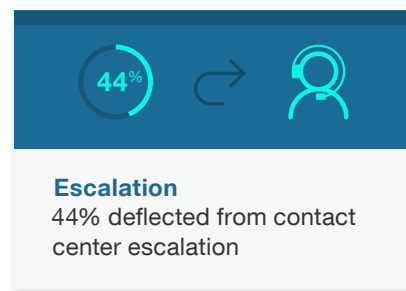 44%
Escalation
44% deflected from contact
center escalation